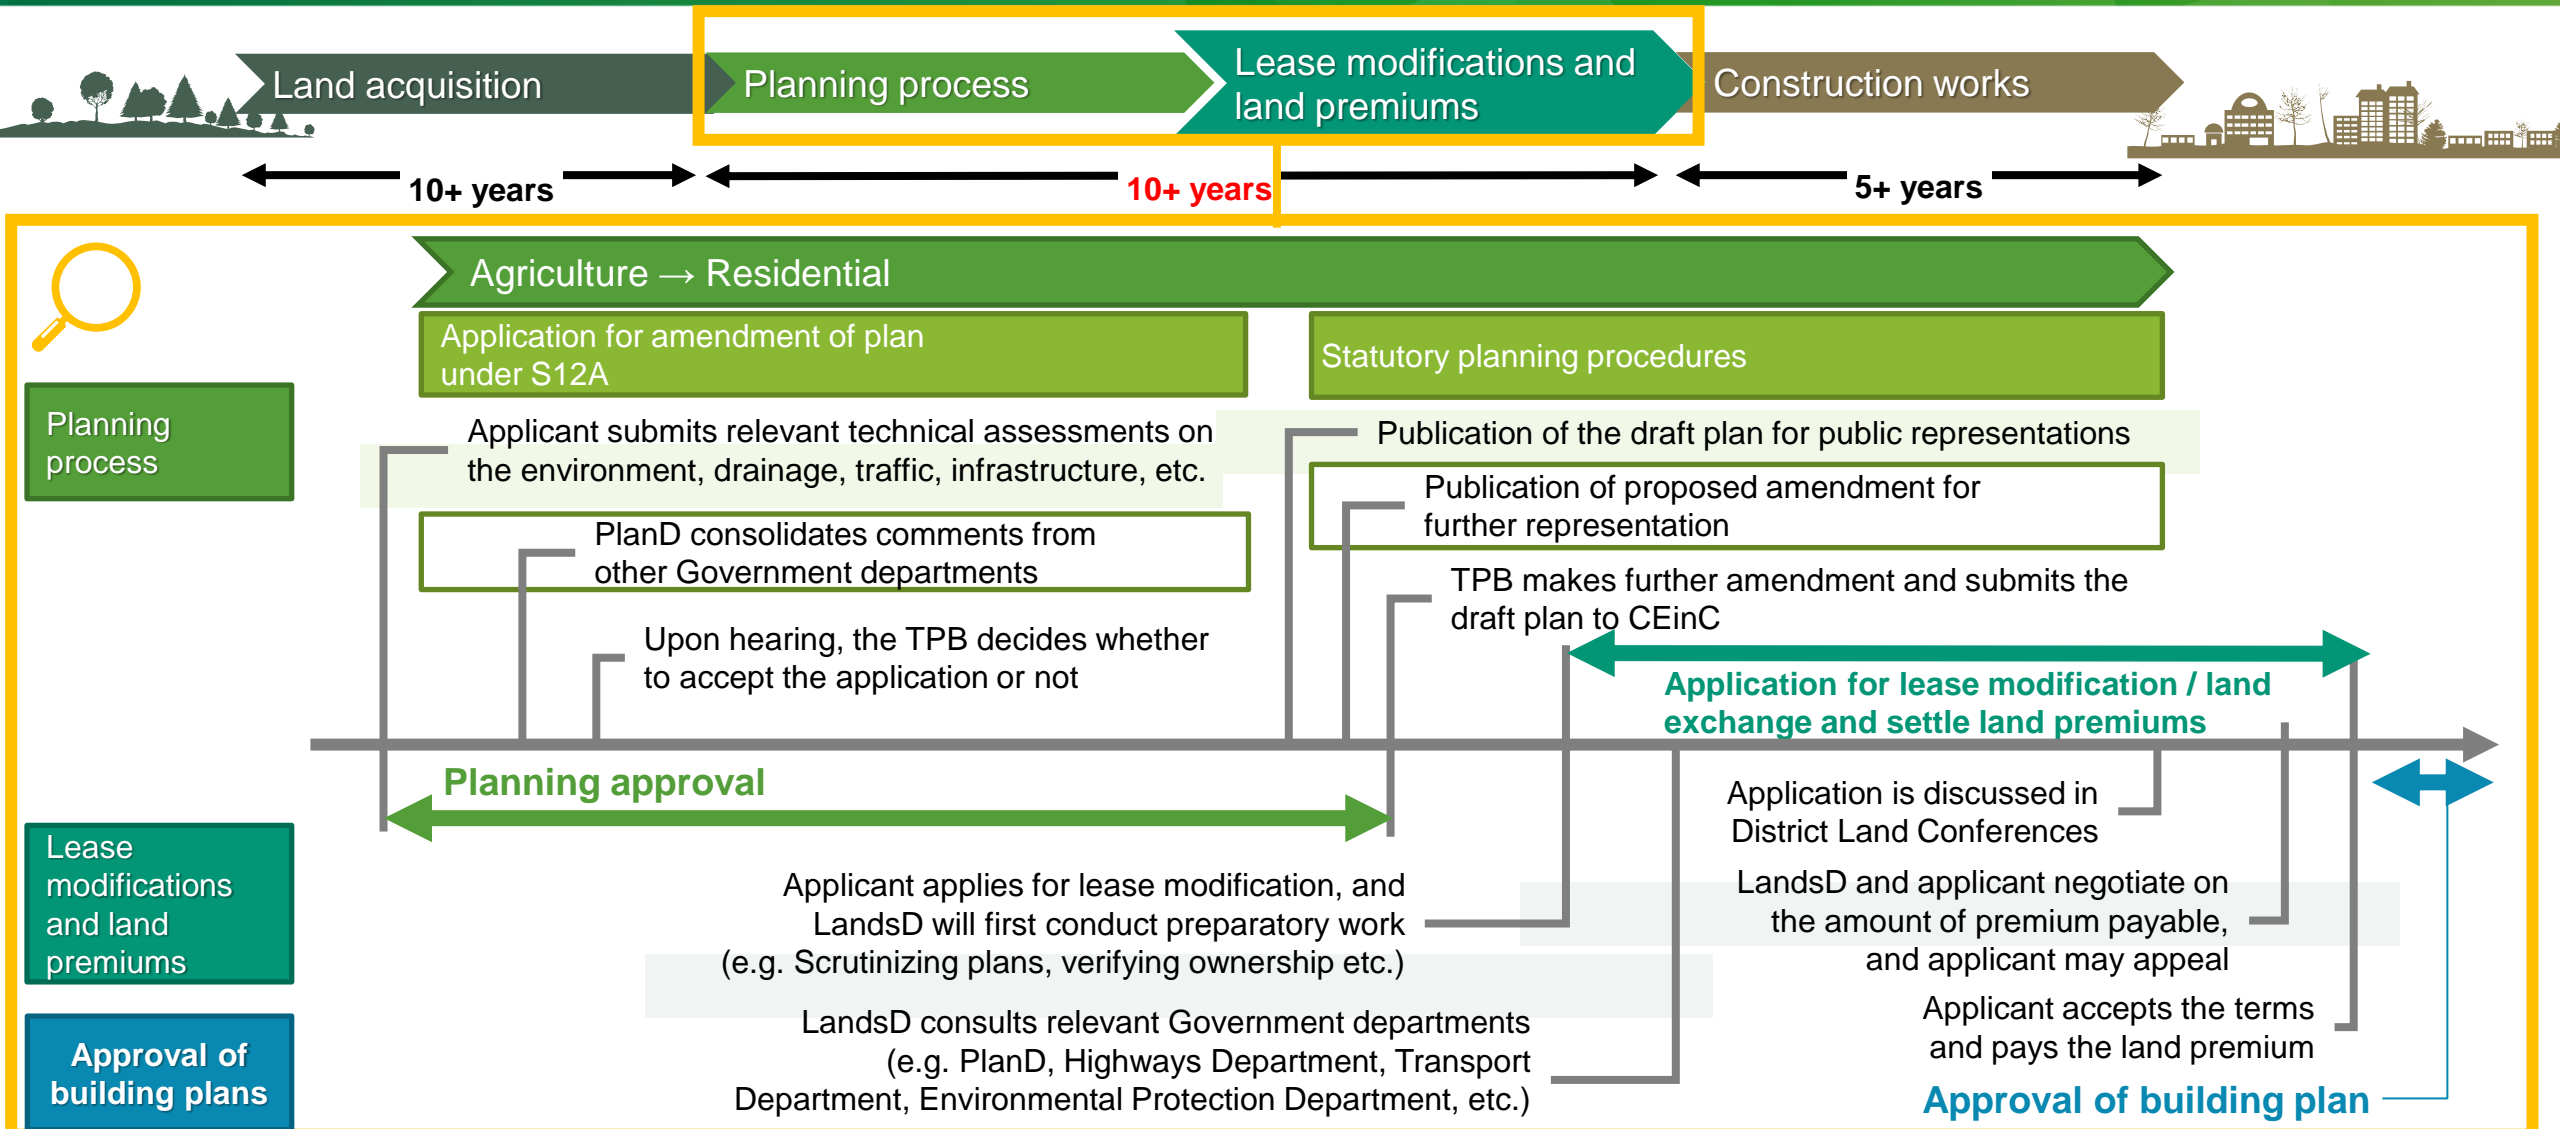 Land acquisition
Planning process
Lease modifications and
land premiums
Construction works
10+ years
10+ years
5+ years
Agriculture → Residential
Application for amendment of plan
under S12A
Statutory planning procedures
Planning
process
Applicant submits relevant technical assessments on
the environment, drainage, traffic, infrastructure, etc.
Publication of the draft plan for public representations
PlanD consolidates comments from
other Government departments
Publication of proposed amendment for
further representation
Upon hearing, the TPB decides whether
to accept the application or not
TPB makes further amendment and submits the
draft plan to CEinC
Application for lease modification / land
exchange and settle land premiums
Planning approval
Lease
modifications
and land
premiums
Applicant applies for lease modification, and
LandsD will first conduct preparatory work
(e.g. Scrutinizing plans, verifying ownership etc.)
LandsD consults relevant Government departments
(e.g. PlanD, Highways Department, Transport
Department, Environmental Protection Department, etc.)
Application is discussed in
District Land Conferences
LandsD and applicant negotiate on
the amount of premium payable,
and applicant may appeal
Applicant accepts the terms
and pays the land premium
Approval of
building plans
Approval of building plan